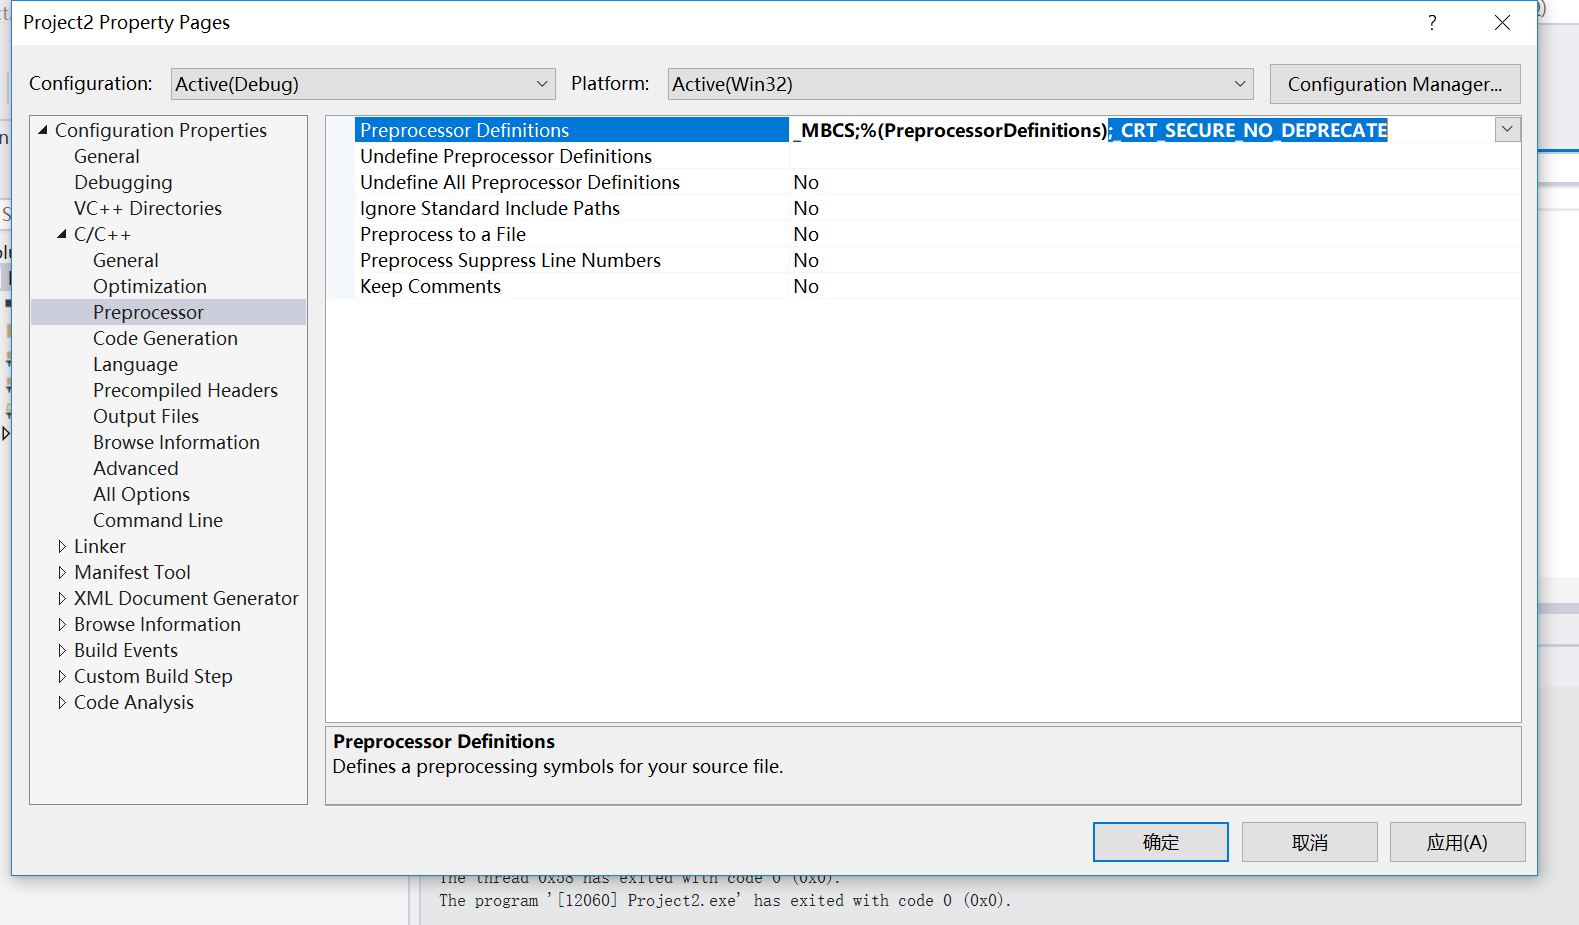 Project2 Property Pages
?
Configuration:
Active(Debug)
Platform:
Active(Win32)
Configuration Manager...
Configuration Properties
General
Debugging
VC++ Directories
C/C++
General
Optimization
Preprocessor
Code Generation
Language
Precompiled Headers
Output Files
Browse Information
Advanced
All Options
Command Line
Linker
Manifest Tool
XML Document Generator
Browse Information
Build Events
Custom Build Step
Code Analysis
Preprocessor Definitions _MBCS;%(PreprocessorDefinitions);_CRT_SECURE_NO_DEPRECATE
Undefine Preprocessor Definitions
Undefine All Preprocessor Definitions No
Ignore Standard Include Paths No
Preprocess to a File No
Preprocess Suppress Line Numbers No
Keep Comments No
Preprocessor Definitions
Defines a preprocessing symbols for your source file.
确定
取消
应用(A)
The thread 0x58 has exited with code 0 (0x0).
The program '[12060] Project2.exe' has exited with code 0 (0x0).